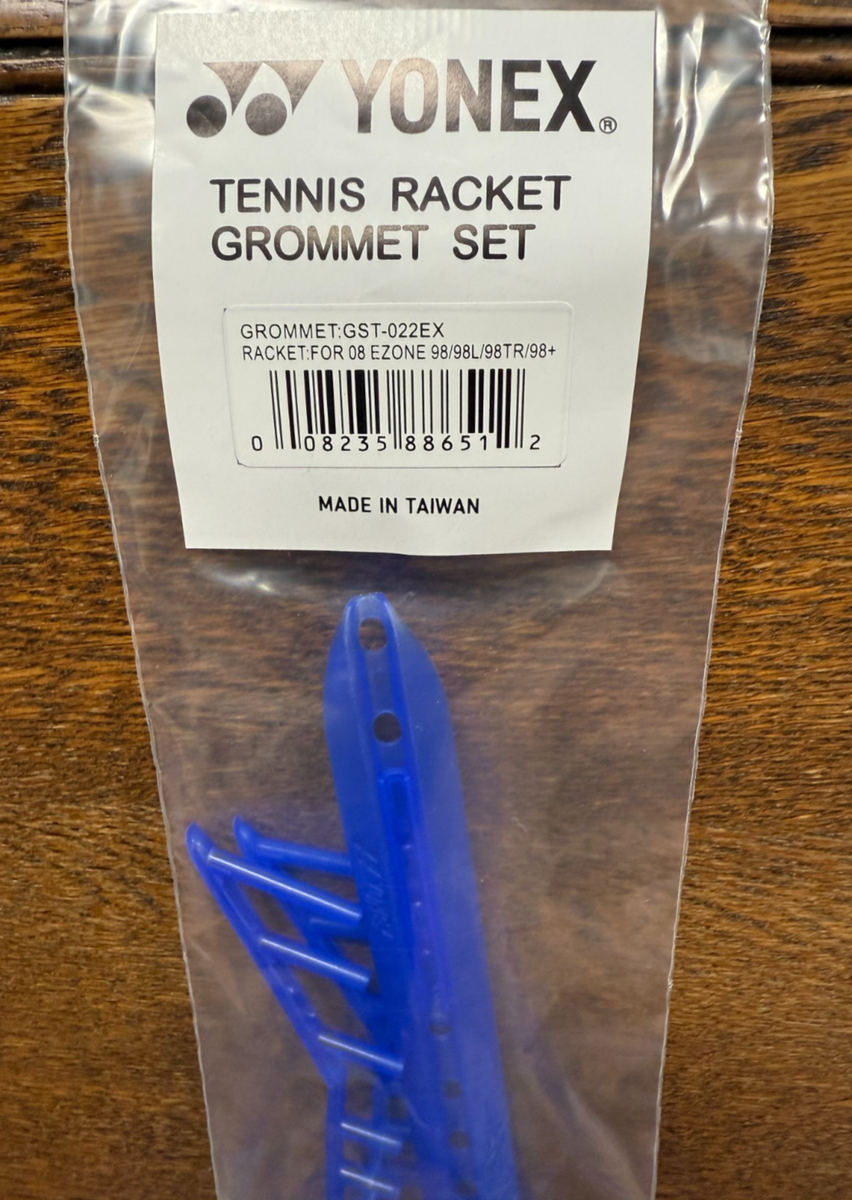 YONEX®
TENNIS RACKET
GROMMET SET
GROMMET:GST-022EX
RACKET:FOR 08 EZONE 98/98L/98TR/98+
0 08235 88651 2
MADE IN TAIWAN